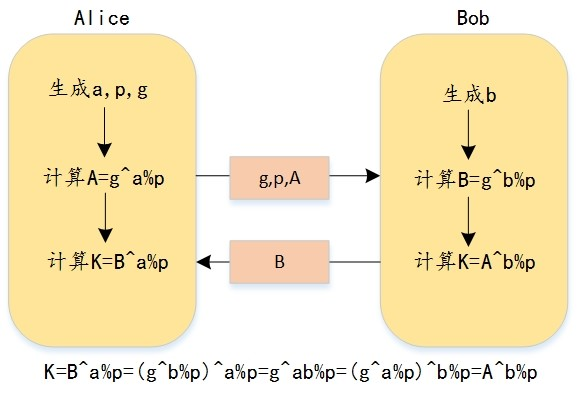 Alice
Bob
生成a,p,g
生成b
计算A=g^a%p
g,p,A
计算B=g^b%p
计算K=B^a%p
B
计算K=A^b%p
K=B^a%p=(g^b%p)^a%p=g^ab%p=(g^a%p)^b%p=A^b%p